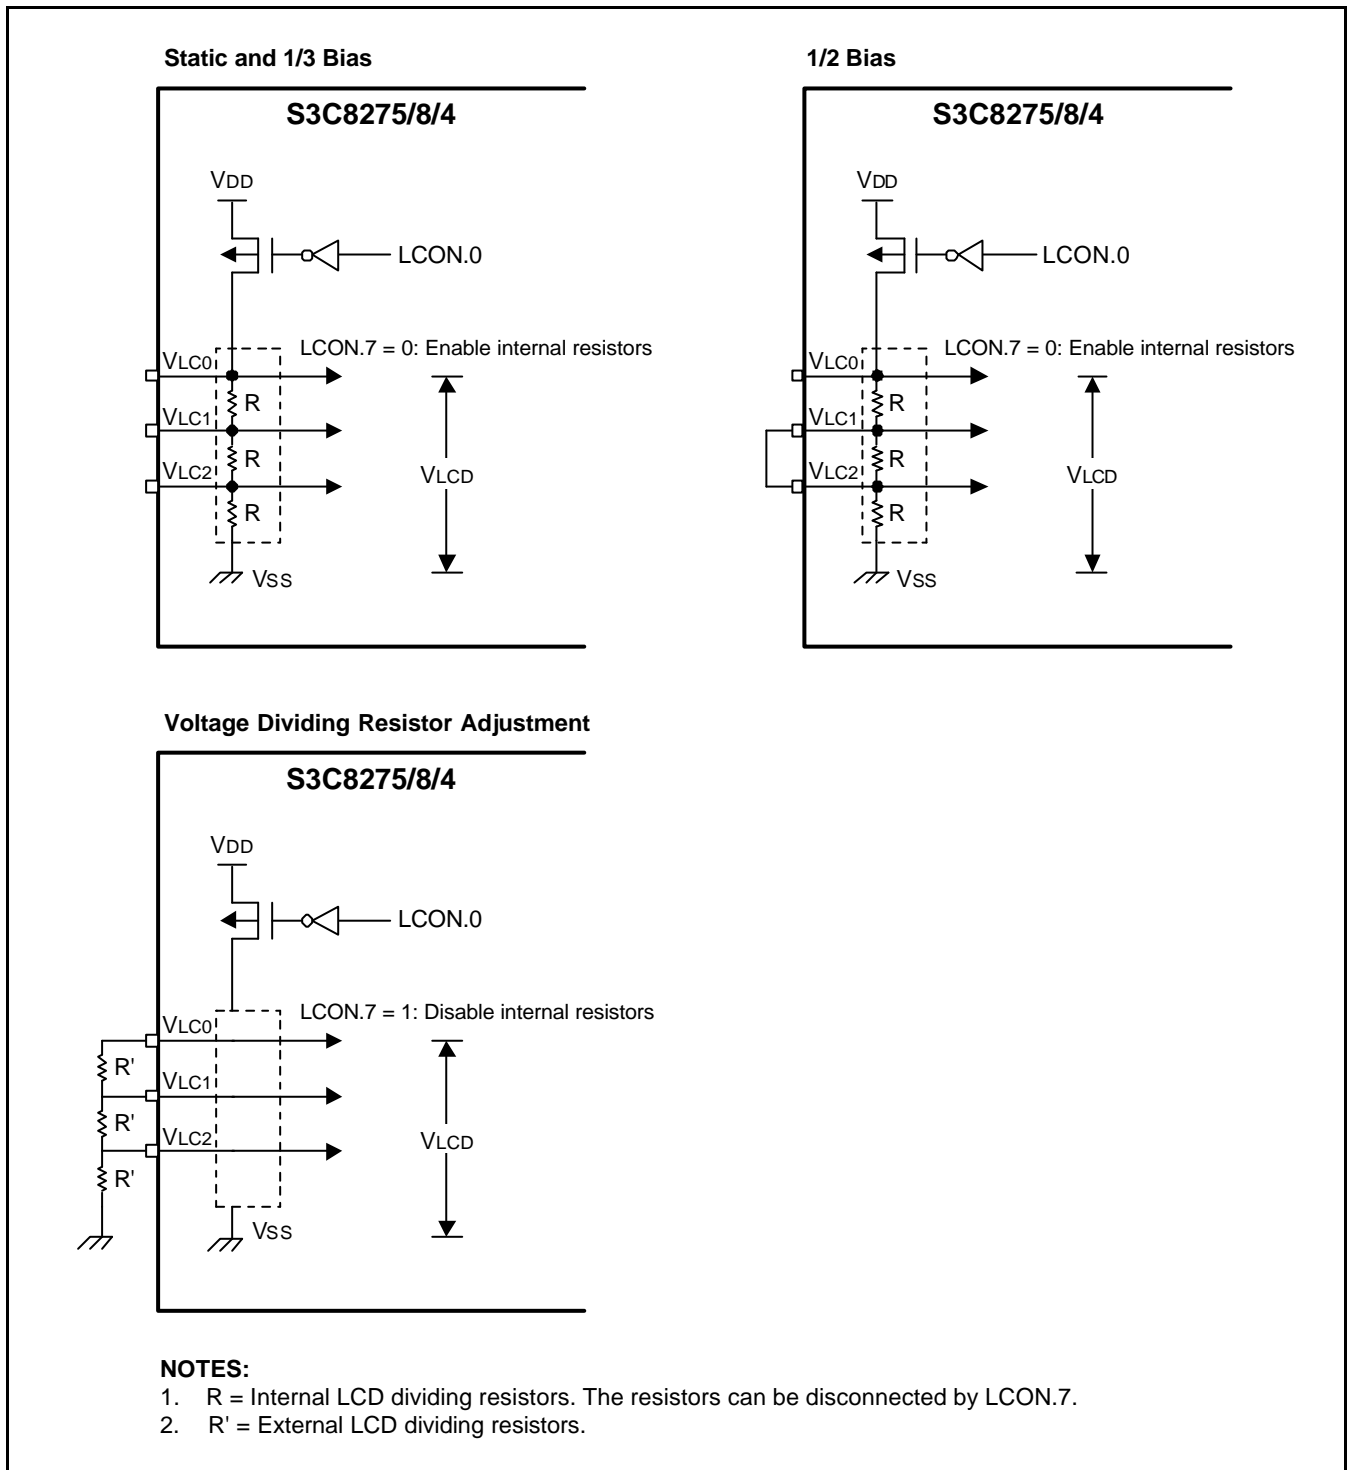 Static and 1/3 Bias
S3C8275/8/4
VDD
LCON.0
LCON.7 = 0: Enable internal resistors
VLC0
R
VLC1
R
VLC2
R
VLCD
VSS
1/2 Bias
S3C8275/8/4
VDD
LCON.0
LCON.7 = 0: Enable internal resistors
VLC0
R
VLC1
R
VLC2
R
VLCD
VSS
Voltage Dividing Resistor Adjustment
S3C8275/8/4
VDD
LCON.0
LCON.7 = 1: Disable internal resistors
VLC0
R'
VLC1
R'
VLC2
R'
VLCD
VSS
NOTES:
1. R = Internal LCD dividing resistors. The resistors can be disconnected by LCON.7.
2. R' = External LCD dividing resistors.